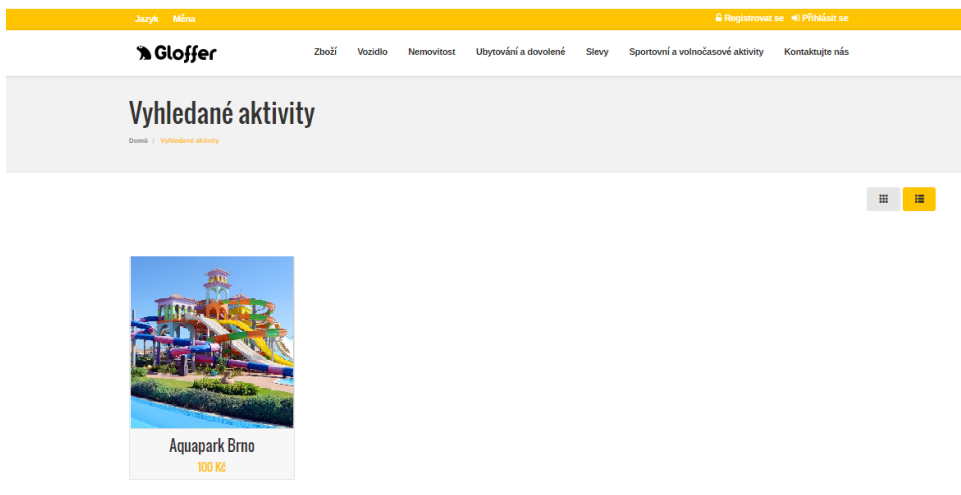 Jazyk Měna Registrovat se Přihlásit se
Gloffer Zboží Vozidlo Nemovitost Ubytování a dovolené Slevy Sportovní a volnočasové aktivity Kontaktujte nás
Vyhledané aktivity
Domů / Vyhledané aktivity
Aquapark Brno
100 Kč